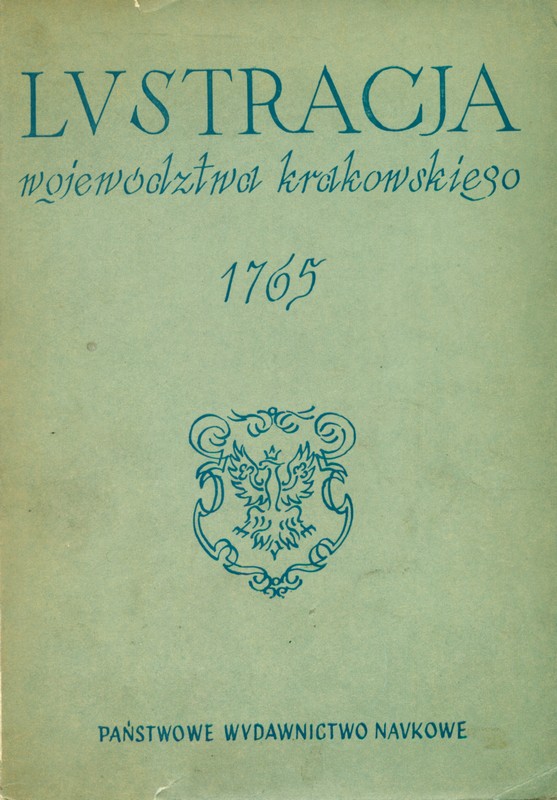 LVSTRACJA
województwa krakowskiego
1765
PAŃSTWOWE WYDAWNICTWO NAVKOWE